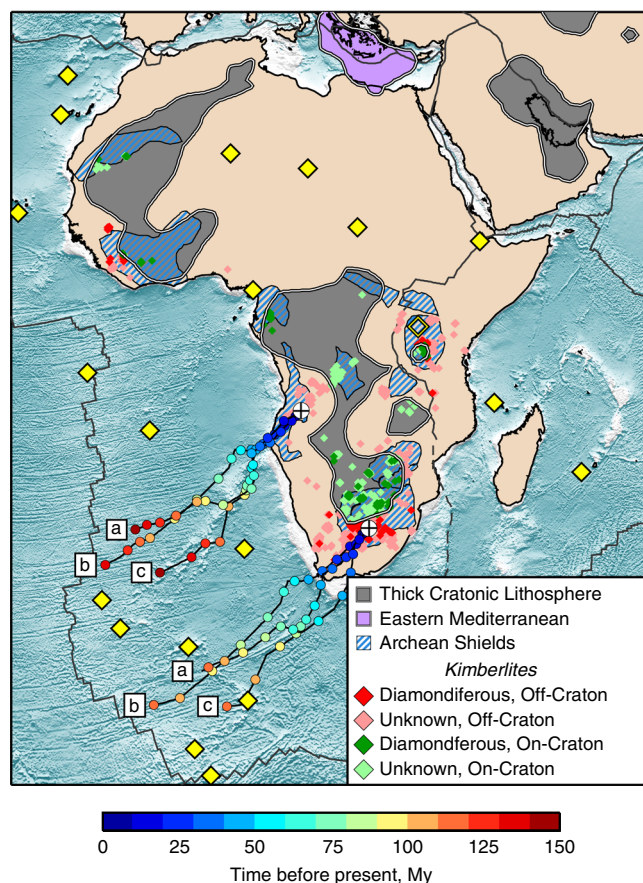 a
b
c
a
b
c
Thick Cratonic Lithosphere
Eastern Mediterranean
Archean Shields
Kimberlites
Diamondiferous, Off-Craton
Unknown, Off-Craton
Diamondferous, On-Craton
Unknown, On-Craton
0 25 50 75 100 125 150
Time before present, My